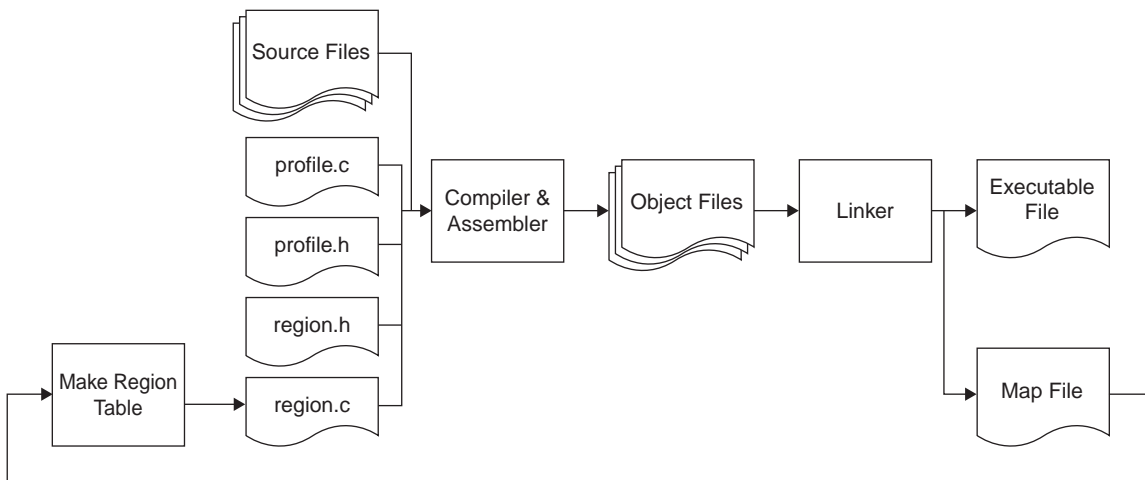 Source Files
profile.c
profile.h
region.h
region.c
Make Region
Table
Compiler &
Assembler
Object Files
Linker
Executable
File
Map File